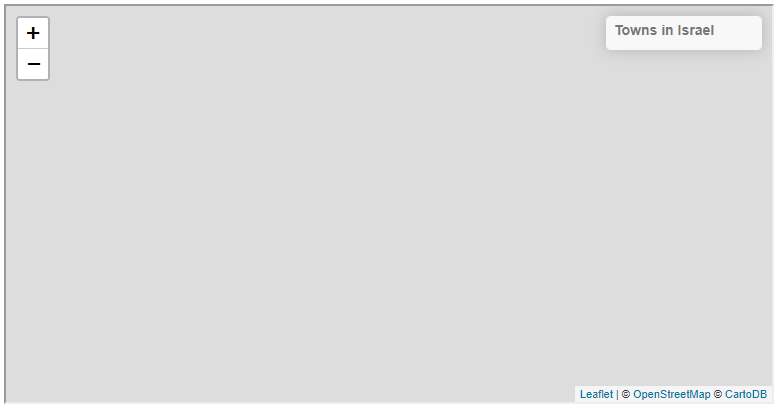 +
−
Towns in Israel
Leaflet | © OpenStreetMap © CartoDB